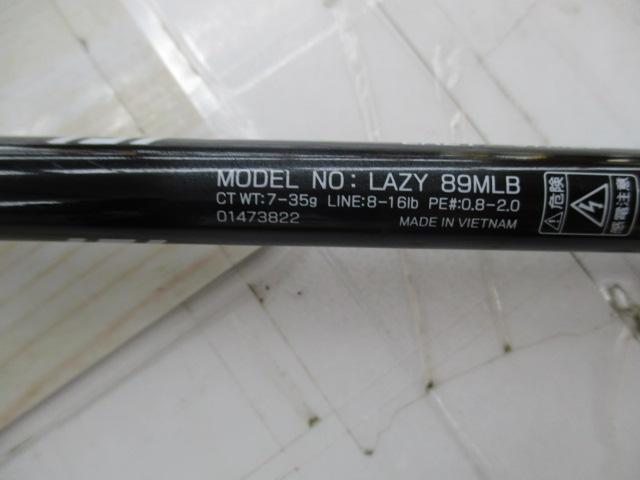 MODEL NO: LAZY 89MLB
CT WT:7-35g LINE:8-16lb PE#:0.8-2.0
01473822 MADE IN VIETNAM
危険
感電注意